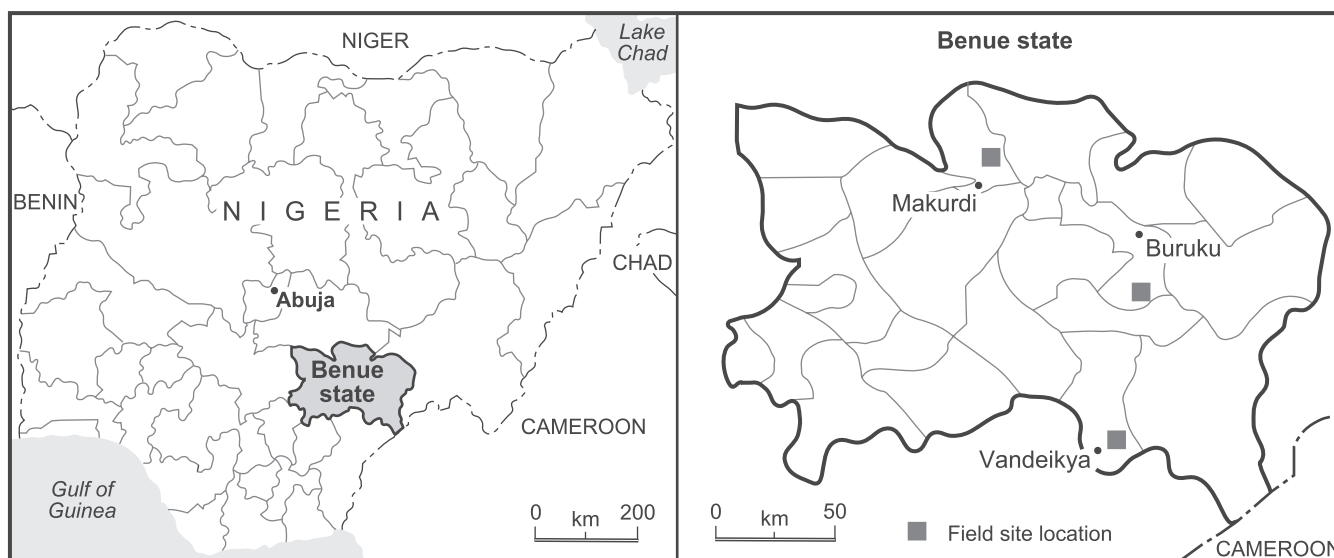 NIGER
Lake
Chad
BENIN
NIGERIA
CHAD
Abuja
Benue
state
CAMEROON
Gulf of
Guinea
0 km 200
Benue state
Makurdi
Buruku
Vandeikya
0 km 50
Field site location
CAMEROON